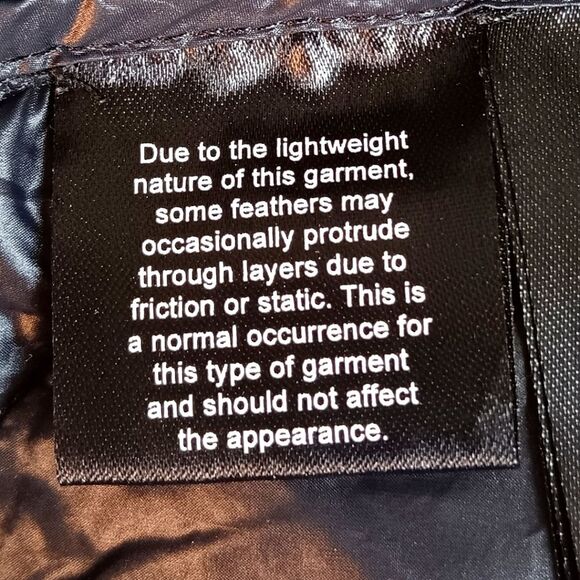 Due to the lightweight
nature of this garment,
some feathers may
occasionally protrude
through layers due to
friction or static. This is
a normal occurrence for
this type of garment
and should not affect
the appearance.